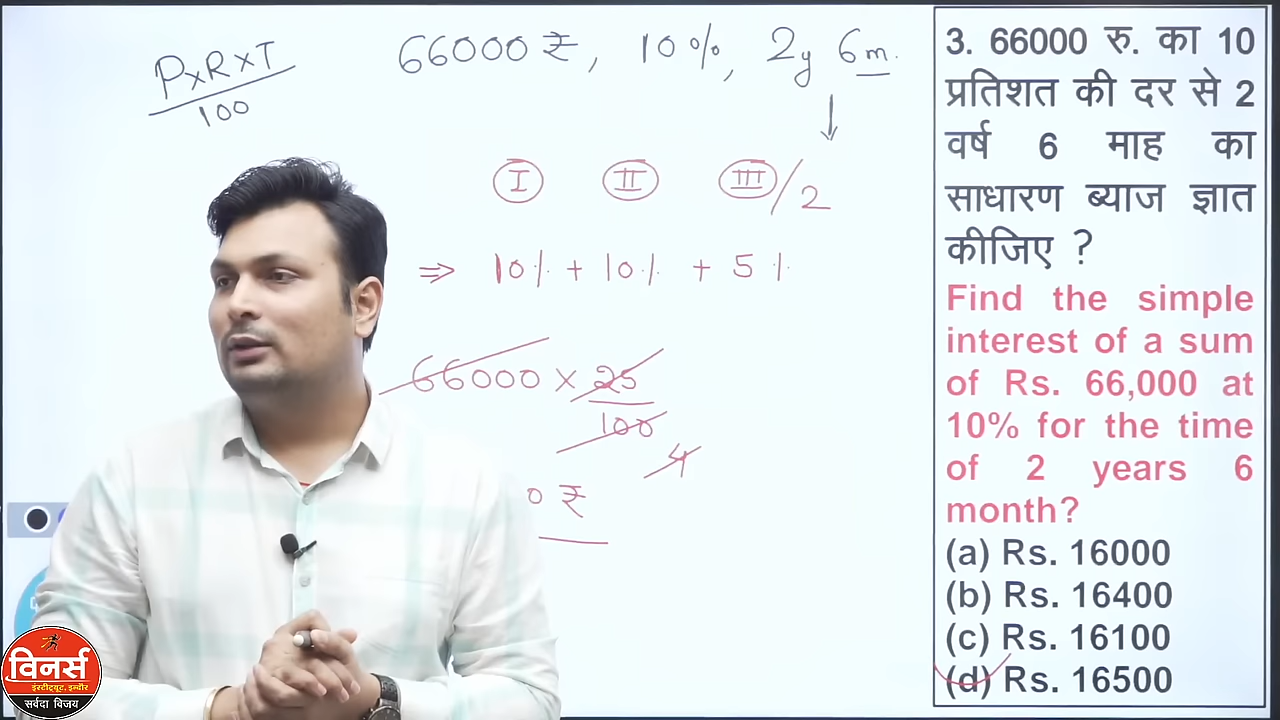 P×R×T
100
66000 ₹, 10%, 2y 6m.
I II III/2
⇒ 10% + 10% + 5%
66000 × 25
100
4
0 ₹
3. 66000 रु. का 10
प्रतिशत की दर से 2
वर्ष 6 माह का
साधारण ब्याज ज्ञात
कीजिए ?
Find the simple
interest of a sum
of Rs. 66,000 at
10% for the time
of 2 years 6
month?
(a) Rs. 16000
(b) Rs. 16400
(c) Rs. 16100
(d) Rs. 16500
विनर्स
इंस्टीट्यूट, इन्दौर
सर्वदा विजय